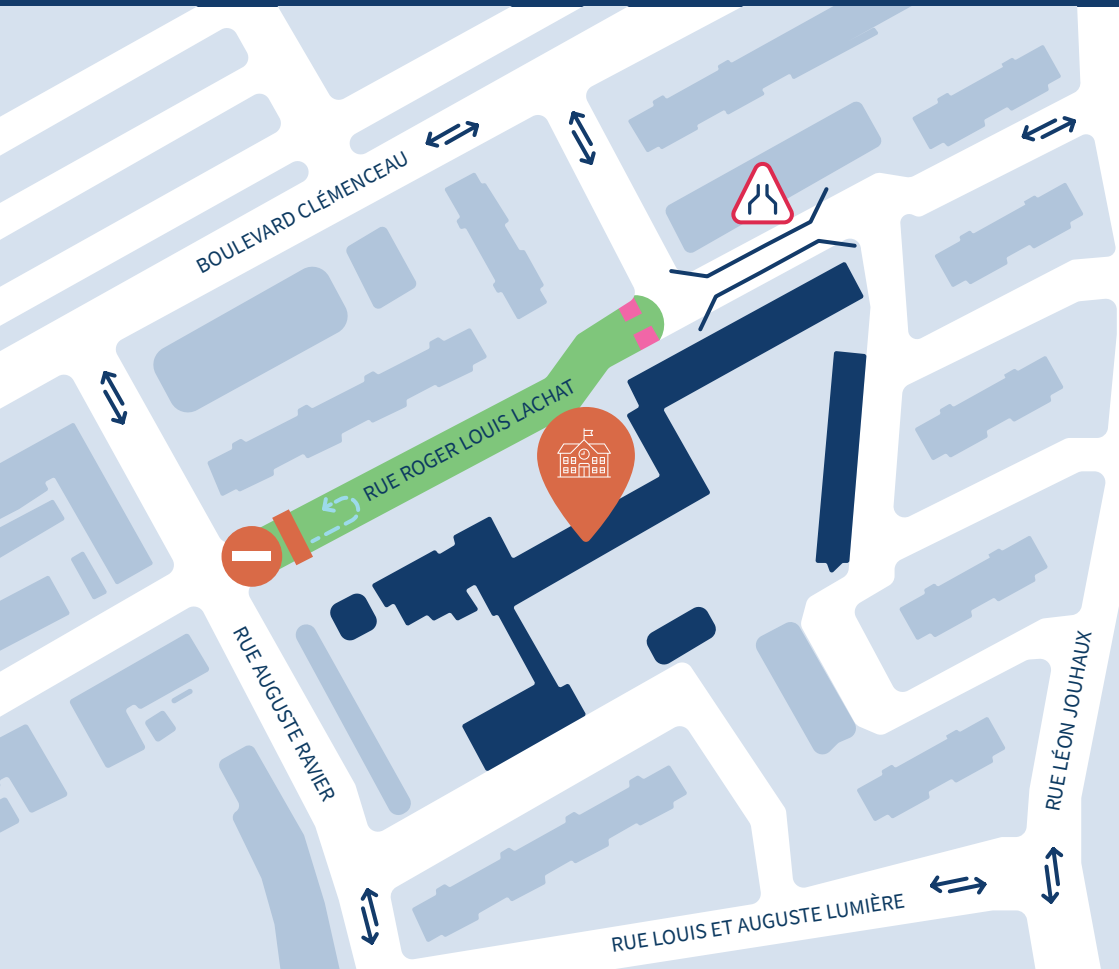 BOULEVARD CLÉMENCEAU
RUE ROGER LOUIS LACHAT
RUE AUGUSTE RAVIER
RUE LÉON JOUHAUX
RUE LOUIS ET AUGUSTE LUMIÈRE